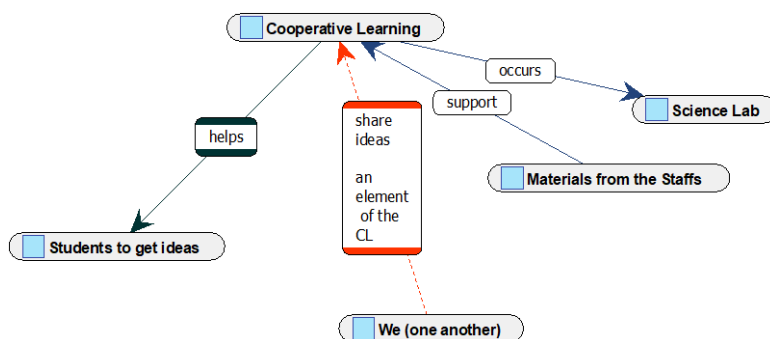 Cooperative Learning
occurs
support
Science Lab
share
ideas
an
element
of the
CL
helps
Materials from the Staffs
Students to get ideas
We (one another)